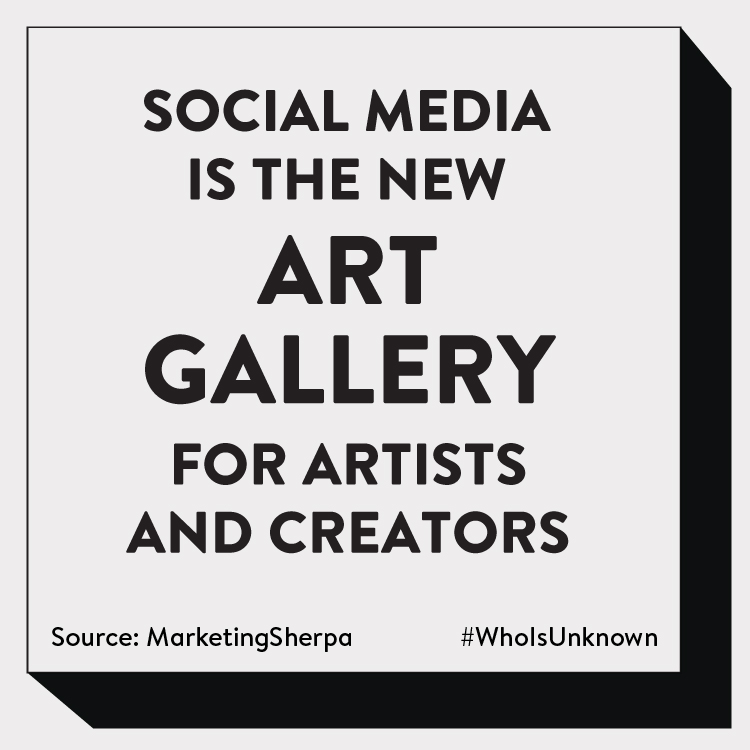 SOCIAL MEDIA
IS THE NEW
ART
GALLERY
FOR ARTISTS
AND CREATORS
Source: MarketingSherpa
#WhoIsUnknown